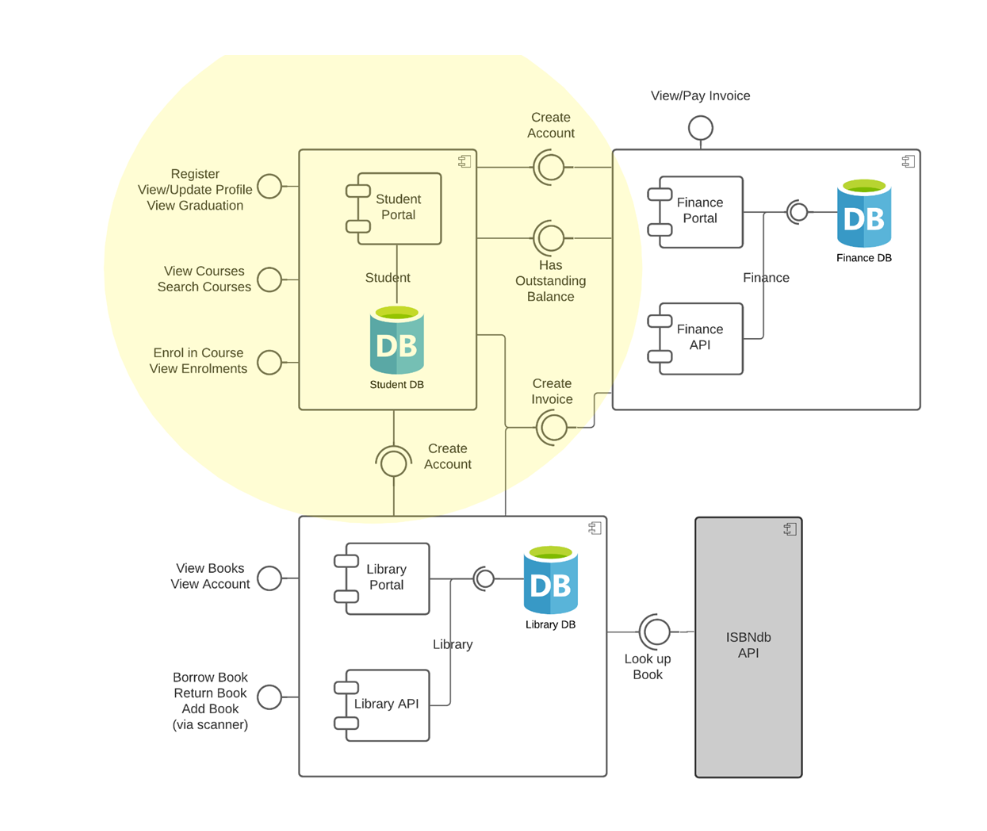 View/Pay Invoice
Create
Account
Register
View/Update Profile
View Graduation
Student
Portal
Finance
Portal
DB
Finance DB
View Courses
Search Courses
Student
Has
Outstanding
Balance
Finance
DB
Student DB
Finance
API
Enrol in Course
View Enrolments
Create
Invoice
Create
Account
View Books
View Account
Library
Portal
DB
Library DB
Library
Look up
Book
ISBNdb
API
Borrow Book
Return Book
Add Book
(via scanner)
Library API